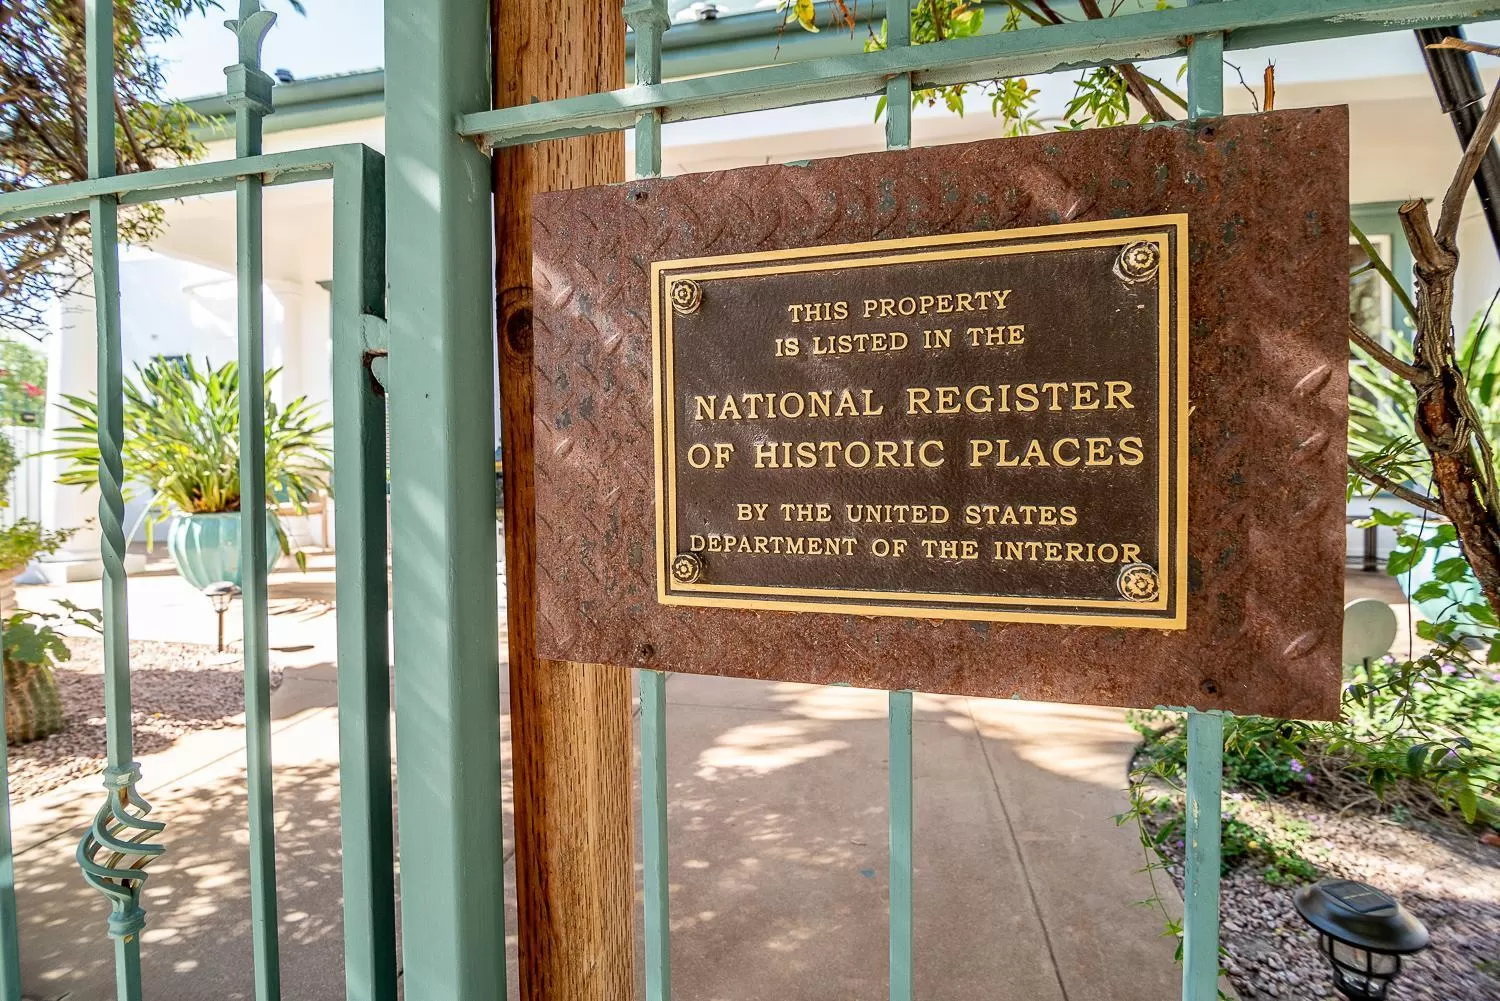 THIS PROPERTY
IS LISTED IN THE
NATIONAL REGISTER
OF HISTORIC PLACES
BY THE UNITED STATES
DEPARTMENT OF THE INTERIOR